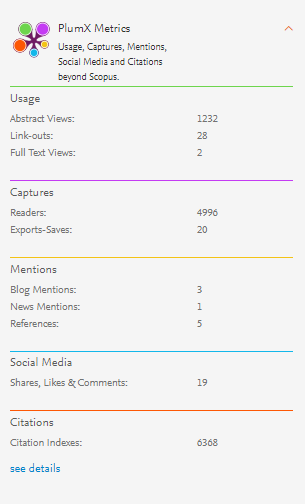 PlumX Metrics
Usage, Captures, Mentions,
Social Media and Citations
beyond Scopus.
Usage
Abstract Views: 1232
Link-outs: 28
Full Text Views: 2
Captures
Readers: 4996
Exports-Saves: 20
Mentions
Blog Mentions: 3
News Mentions: 1
References: 5
Social Media
Shares, Likes & Comments: 19
Citations
Citation Indexes: 6368
see details